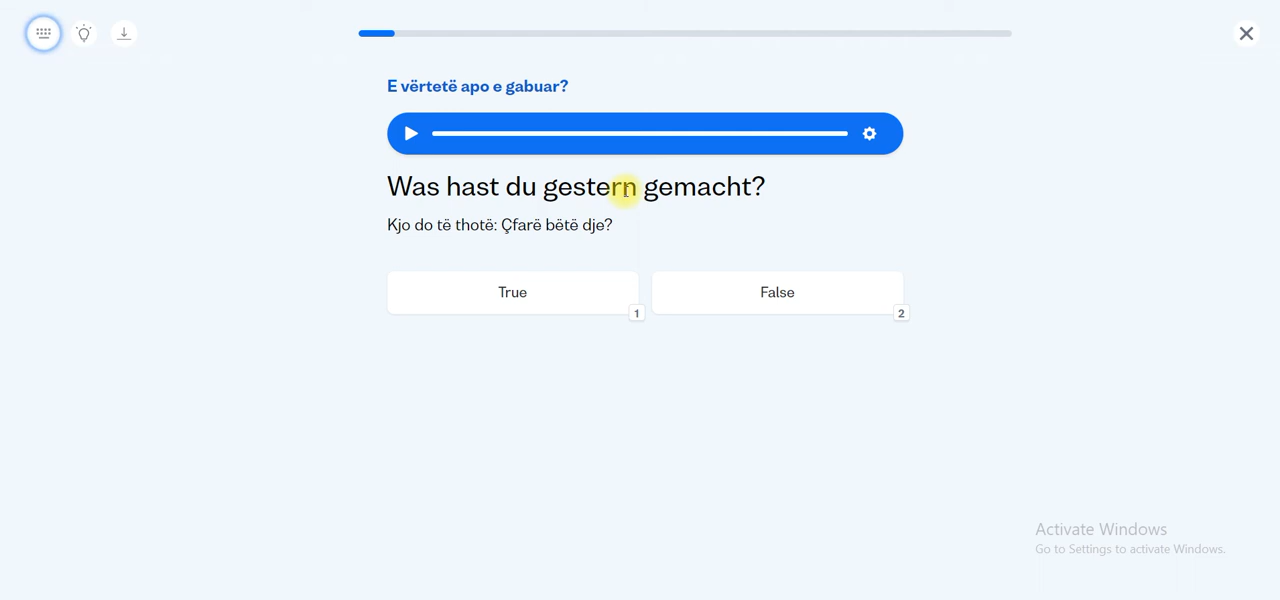 E vërtetë apo e gabuar?
Was hast du gestern gemacht?
Kjo do të thotë: Çfarë bëtë dje?
True
1
False
2
Activate Windows
Go to Settings to activate Windows.